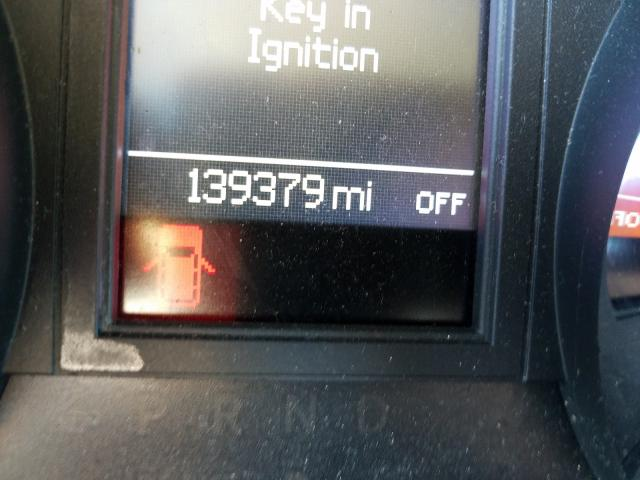 Key in
Ignition
139379 mi OFF
P R N D